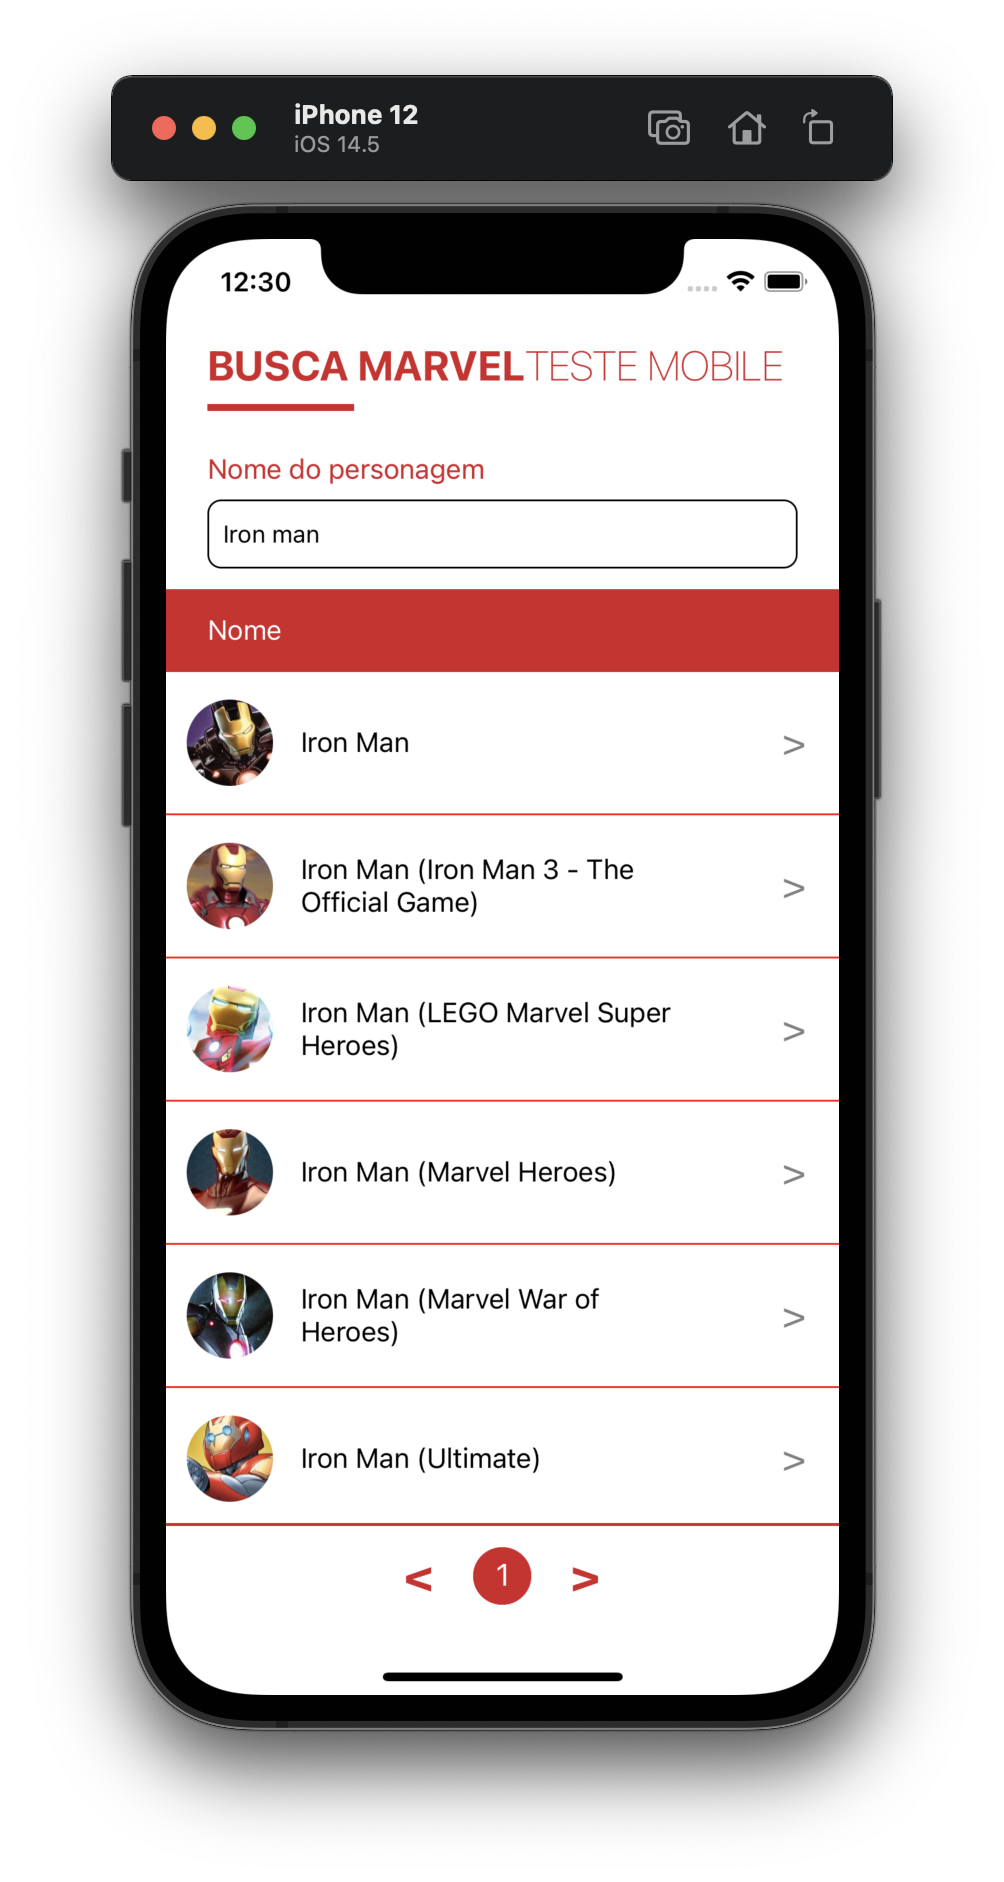 iPhone 12
iOS 14.5
12:30
BUSCA MARVEL TESTE MOBILE
Nome do personagem
Iron man
Nome
Iron Man
>
Iron Man (Iron Man 3 - The
Official Game)
>
Iron Man (LEGO Marvel Super
Heroes)
>
Iron Man (Marvel Heroes)
>
Iron Man (Marvel War of
Heroes)
>
Iron Man (Ultimate)
>
< 1 >